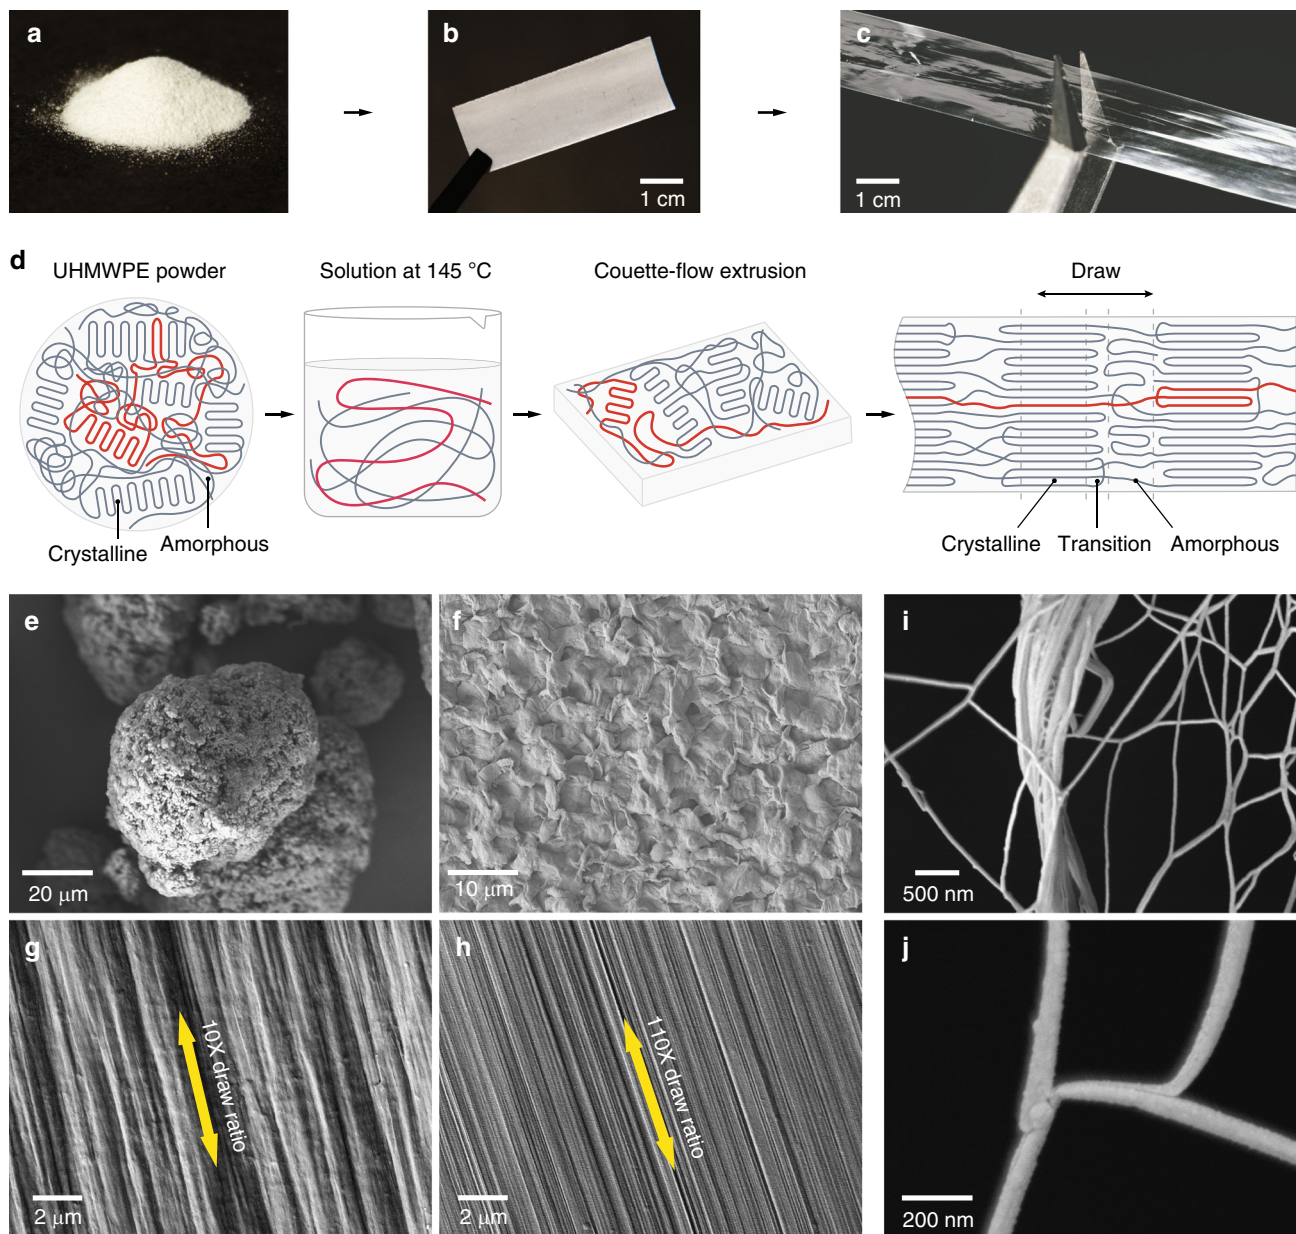 a
b
c
1 cm
1 cm
d
UHMWPE powder
Solution at 145 °C
Couette-flow extrusion
Draw
Crystalline
Amorphous
Crystalline
Transition
Amorphous
e
f
i
20 μm
10 μm
500 nm
g
h
j
10X draw ratio
110X draw ratio
2 μm
2 μm
200 nm